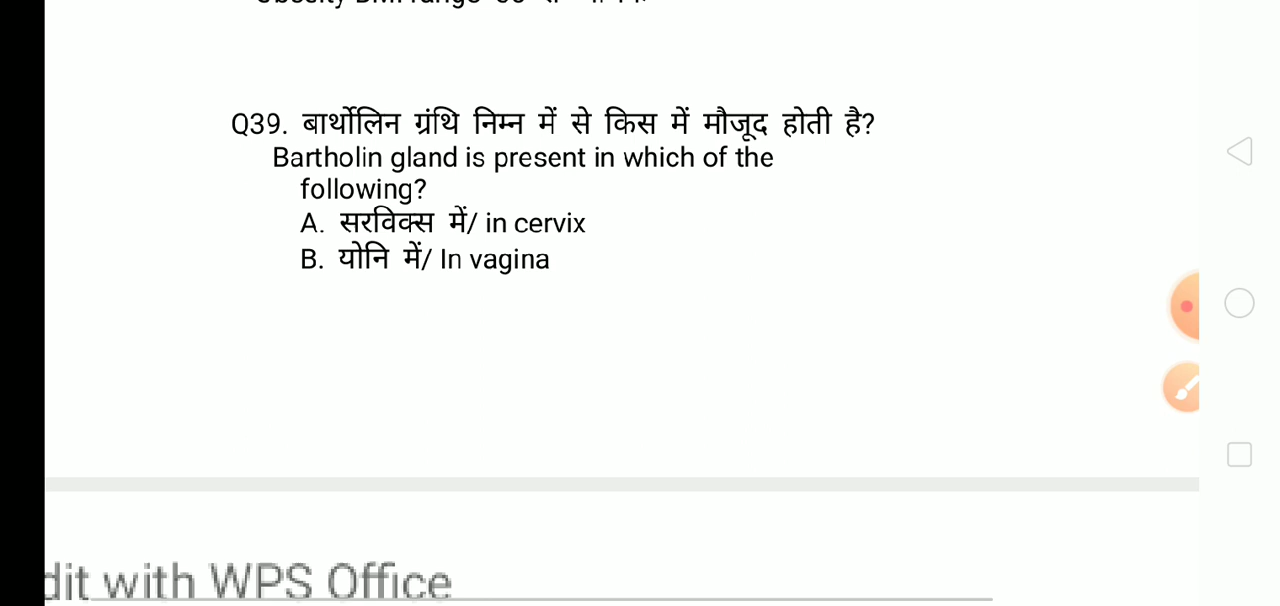 Q39. बार्थोलिन ग्रंथि निम्न में से किस में मौजूद होती है?
Bartholin gland is present in which of the
following?
A. सरविक्स में/ in cervix
B. योनि में/ In vagina
dit with WPS Office